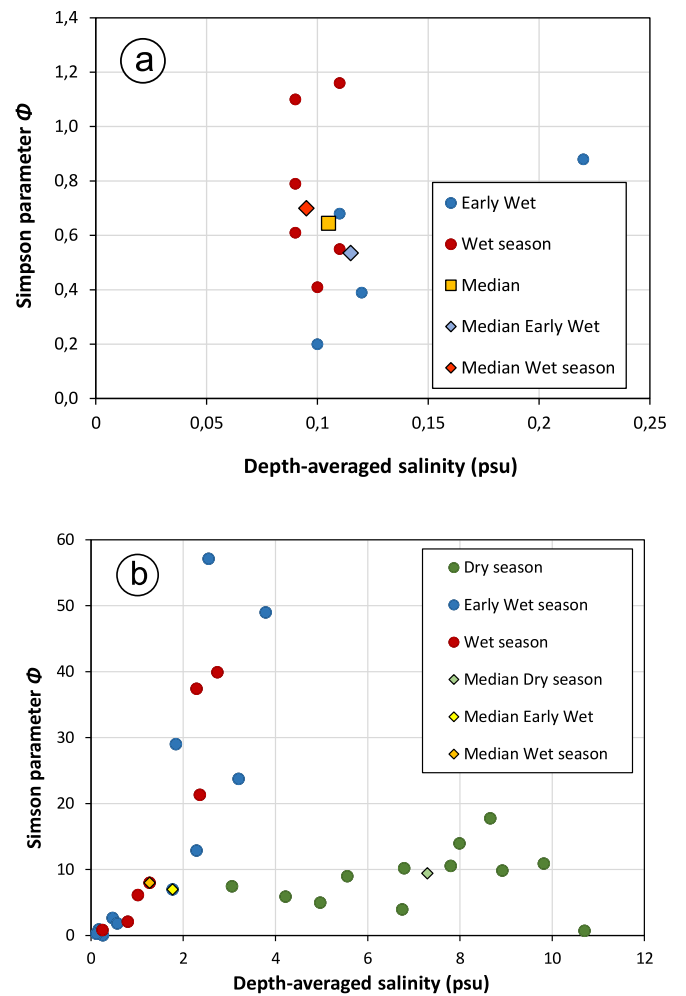 a
1,4
1,2
1,0
0,8
0,6
0,4
0,2
0,0
Simpson parameter Φ
0
0,05
0,1
0,15
0,2
0,25
Depth-averaged salinity (psu)
Early Wet
Wet season
Median
Median Early Wet
Median Wet season
b
60
50
40
30
20
10
0
Simson parameter Φ
0
2
4
6
8
10
12
Depth-averaged salinity (psu)
Dry season
Early Wet season
Wet season
Median Dry season
Median Early Wet
Median Wet season